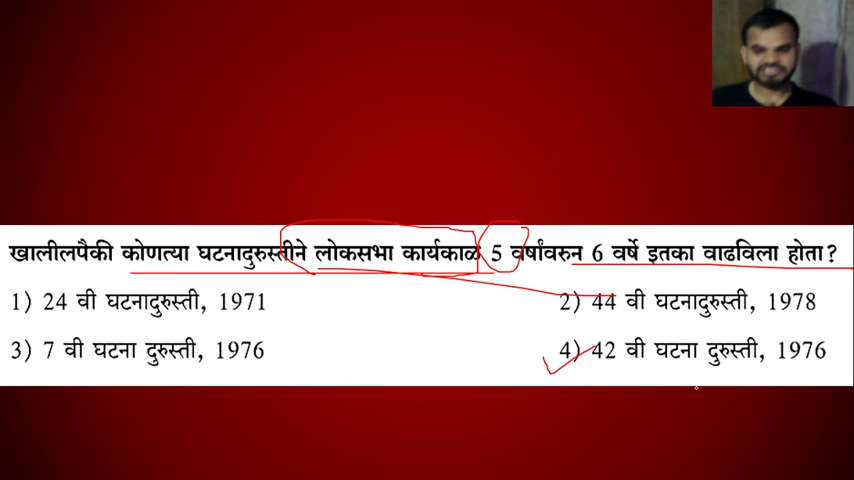 खालीलपैकी कोणत्या घटनादुरुस्तीने लोकसभा कार्यकाळ 5 वर्षांवरुन 6 वर्षे इतका वाढविला होता?
1) 24 वी घटनादुरुस्ती, 1971 2) 44 वी घटनादुरुस्ती, 1978
3) 7 वी घटना दुरुस्ती, 1976 4) 42 वी घटना दुरुस्ती, 1976